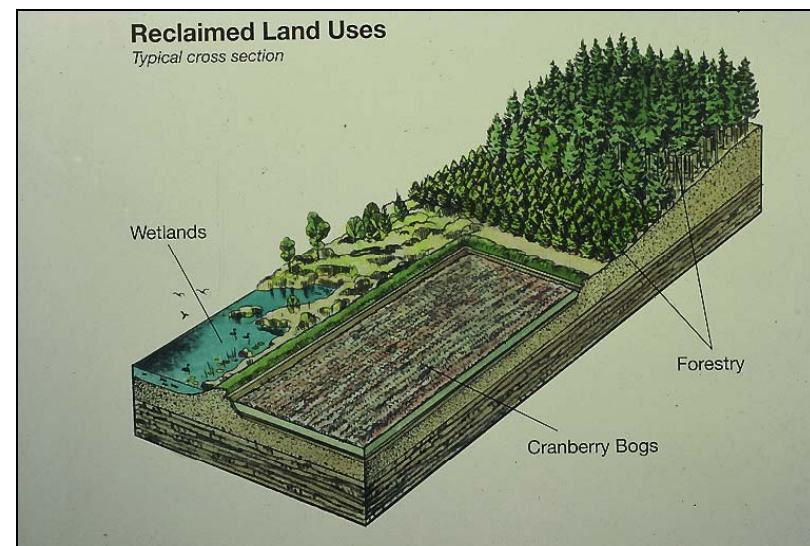 Reclaimed Land Uses
Typical cross section
Wetlands
Forestry
Cranberry Bogs